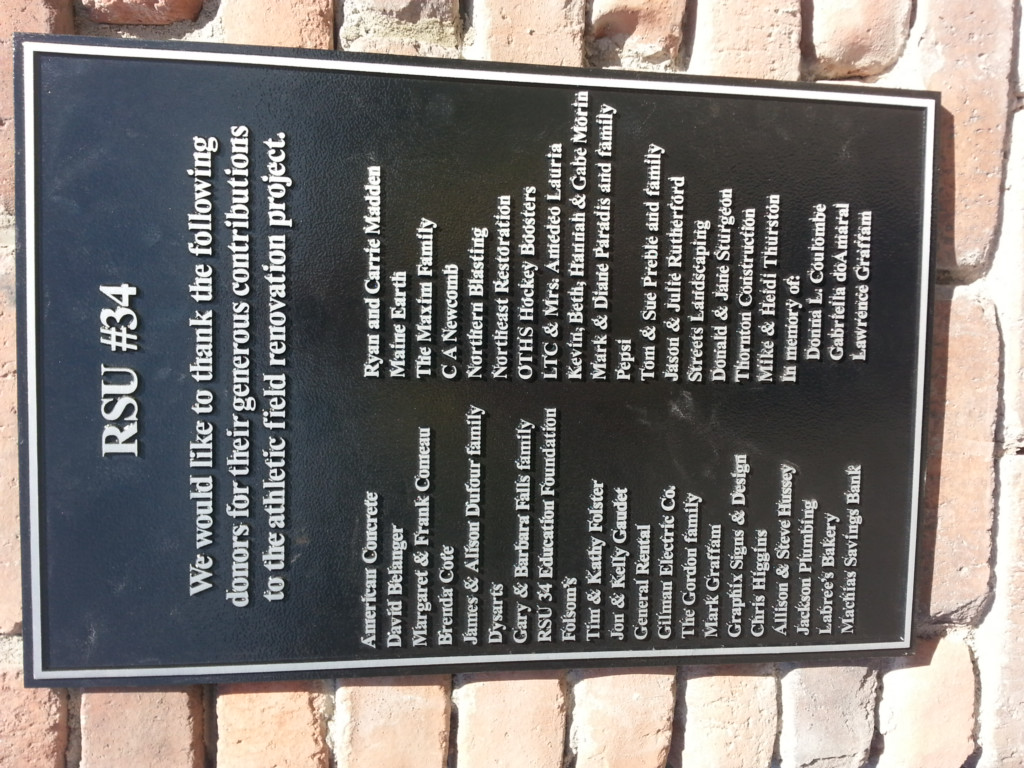 RSU #34
We would like to thank the following
donors for their generous contributions
to the athletic field renovation project.
American Concrete
David Belanger
Margaret & Frank Comeau
Brenda Cote
James & Alison Dufour family
Dysarts
Gary & Barbara Falls family
RSU 34 Education Foundation
Folsom's
Tim & Kathy Folster
Jon & Kelly Gaudet
General Rental
Gilman Electric Co.
The Gordon family
Mark Graffam
Graphix Signs & Design
Chris Higgins
Allison & Steve Hussey
Jackson Plumbing
Labree's Bakery
Machias Savings Bank
Ryan and Carrie Madden
Maine Earth
The Maxim Family
C A Newcomb
Northern Blasting
Northeast Restoration
OTHS Hockey Boosters
LTC & Mrs. Amedeo Lauria
Kevin, Beth, Hannah & Gabe Morin
Mark & Diane Paradis and family
Pepsi
Tom & Sue Preble and family
Jason & Julie Rutherford
Streets Landscaping
Donald & Jane Sturgeon
Thornton Construction
Mike & Heidi Thurston
In memory of:
Donna L. Coulombe
Gabriella doAmaral
Lawrence Graffam